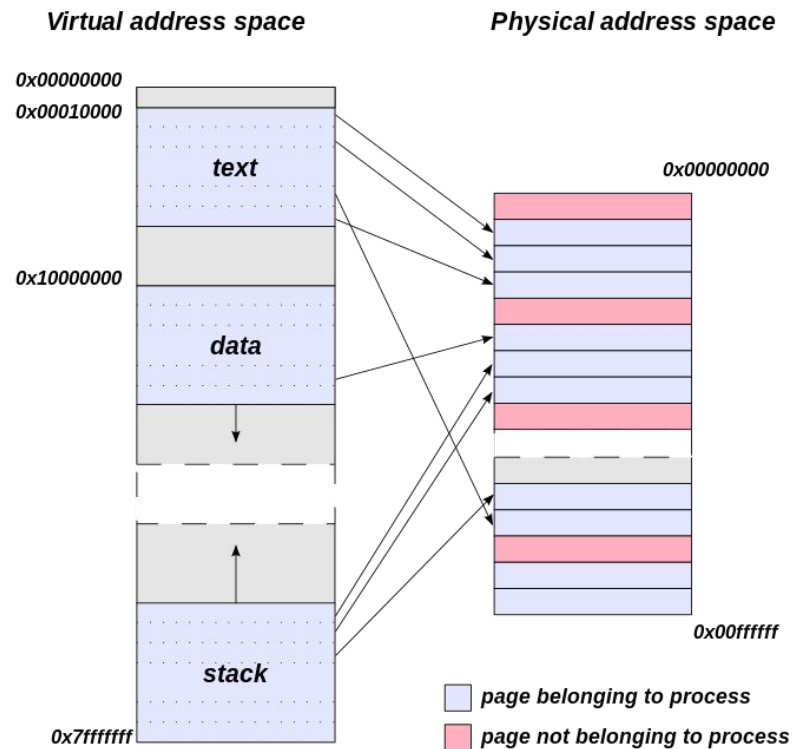 Virtual address space
Physical address space
0x00000000
0x00010000
text
0x00000000
0x10000000
data
stack
0x7fffffff
0x00ffffff
page belonging to process
page not belonging to process